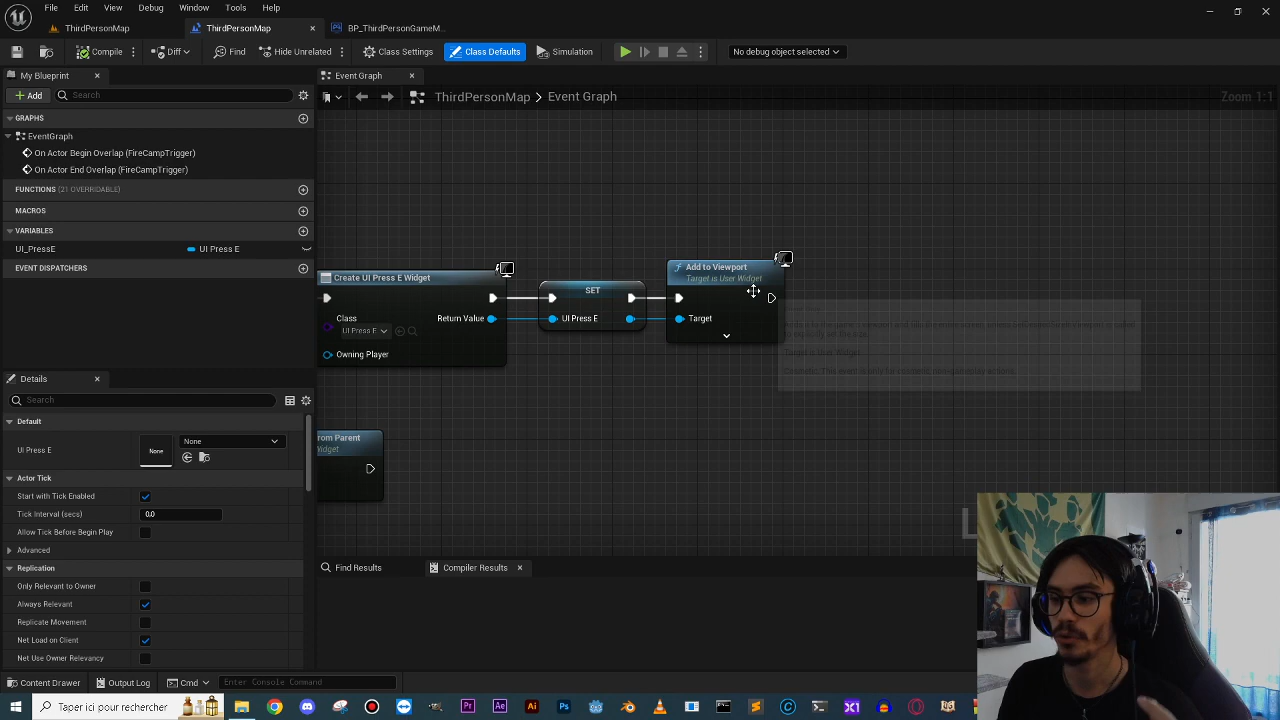 File Edit Debug Window Tools Help
ThirdPersonMap ThirdPersonMap × BP_ThirdPersonGameM...
Compile Diff Find Hide Unrelated Class Settings Class Defaults Simulation No debug object selected
My Blueprint × Event Graph ×
Add Search
ThirdPersonMap > Event Graph Zoom 1:1
GRAPHS
EventGraph
On Actor Begin Overlap (FireCampTrigger)
On Actor End Overlap (FireCampTrigger)
FUNCTIONS (21 OVERRIDABLE)
MACROS
VARIABLES
UI_PressE UI Press E
EVENT DISPATCHERS
Create UI Press E Widget
Class Return Value
UI Press E
Owning Player
SET
UI Press E
Add to Viewport
Target is User Widget
Target
Target is User Widget
rom Parent
Widget
Details ×
Search
Default
UI Press E None None
Actor Tick
Start with Tick Enabled
Tick Interval (secs) 0.0
Allow Tick Before Begin Play
Advanced
Replication
Only Relevant to Owner
Always Relevant
Replicate Movement
Net Load on Client
Net Use Owner Relevancy
Find Results Compiler Results ×
Content Drawer Output Log Cmd Enter Console Command
Taper ici pour rechercher